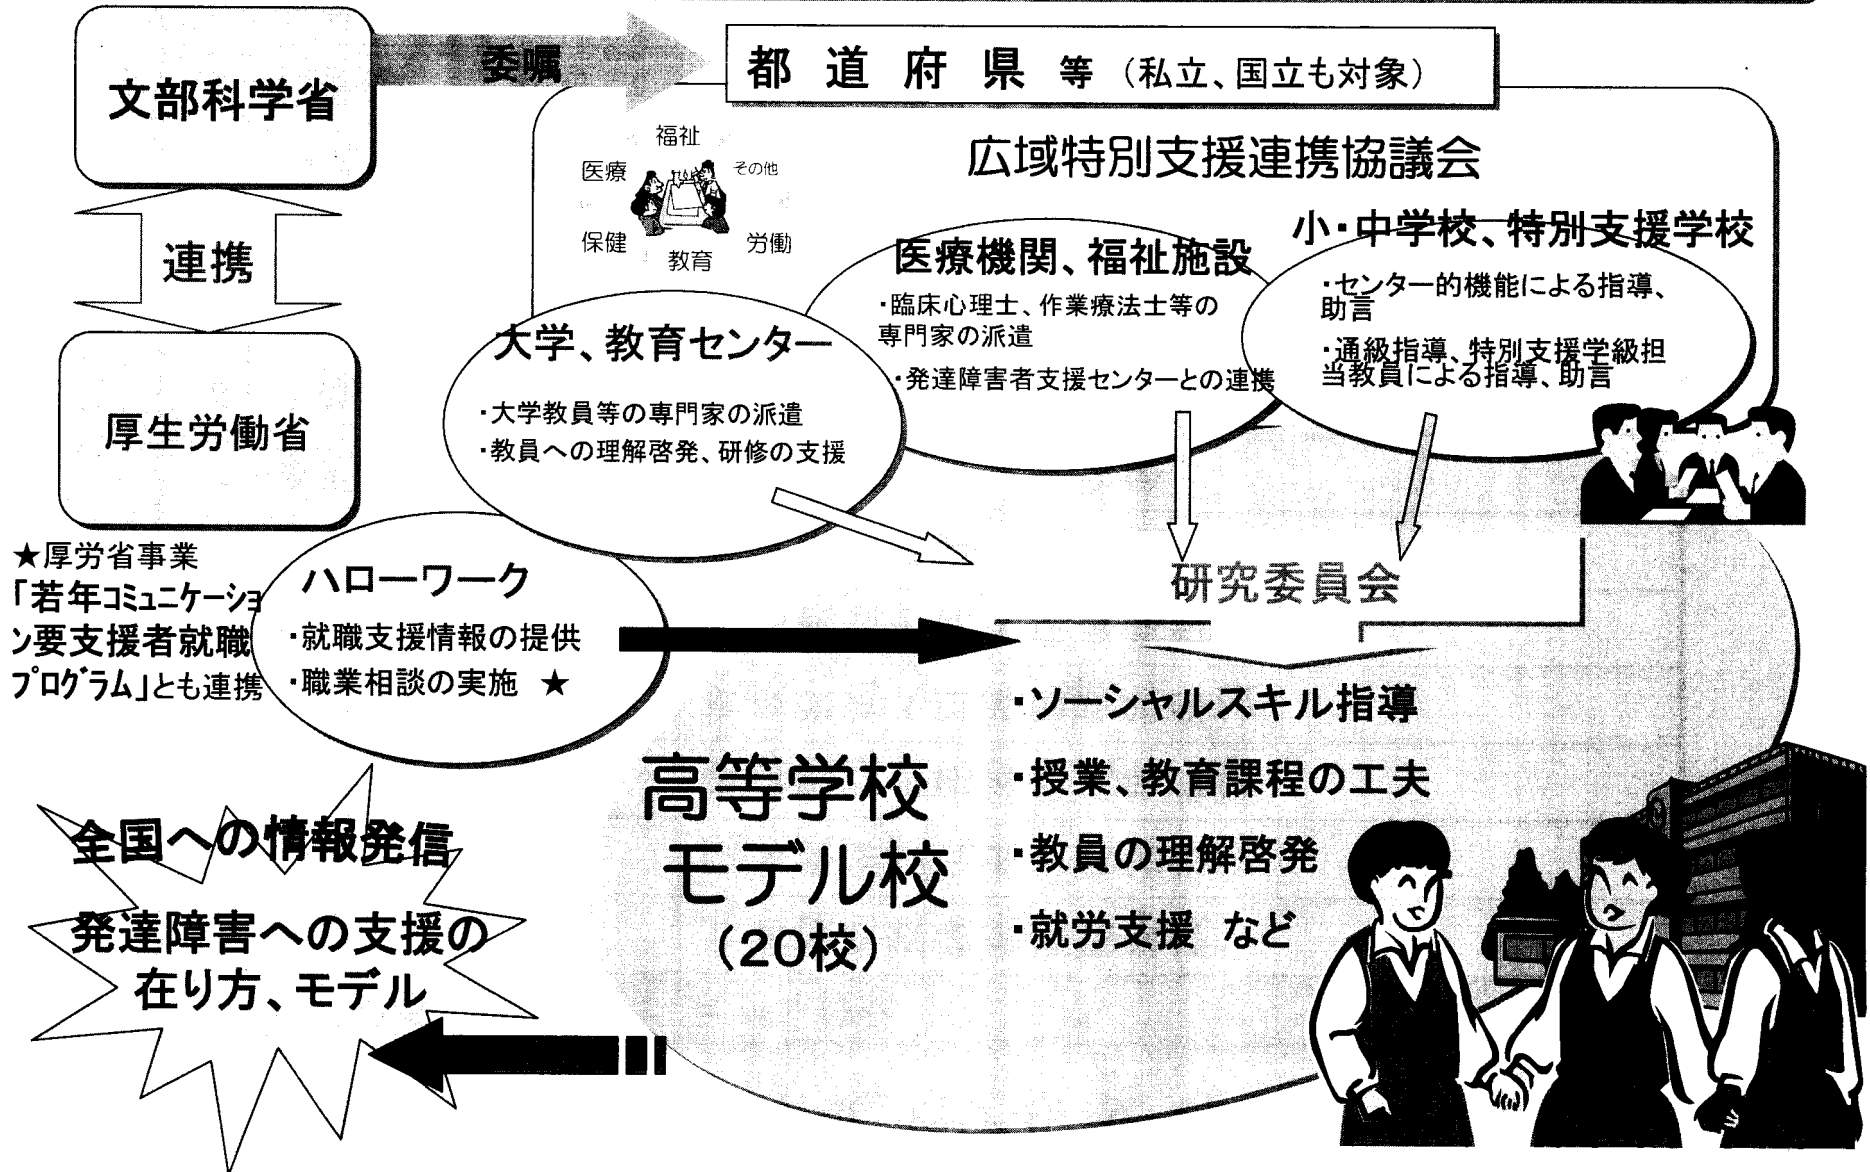 文部科学省
委嘱
都道府県等（私立、国立も対象）
連携
厚生労働省
広域特別支援連携協議会
福祉
医療
その他
保健
教育
労働
小・中学校、特別支援学校
・センター的機能による指導、
助言
・通級指導、特別支援学級担
当教員による指導、助言
医療機関、福祉施設
・臨床心理士、作業療法士等の
専門家の派遣
・発達障害者支援センターとの連携
大学、教育センター
・大学教員等の専門家の派遣
・教員への理解啓発、研修の支援
★厚労省事業
「若年コミュニケーショ
ン要支援者就職
プログラム」とも連携
ハローワーク
・就職支援情報の提供
・職業相談の実施 ★
研究委員会
・ソーシャルスキル指導
・授業、教育課程の工夫
・教員の理解啓発
・就労支援 など
高等学校
モデル校
（20校）
全国への情報発信
発達障害への支援の
在り方、モデル